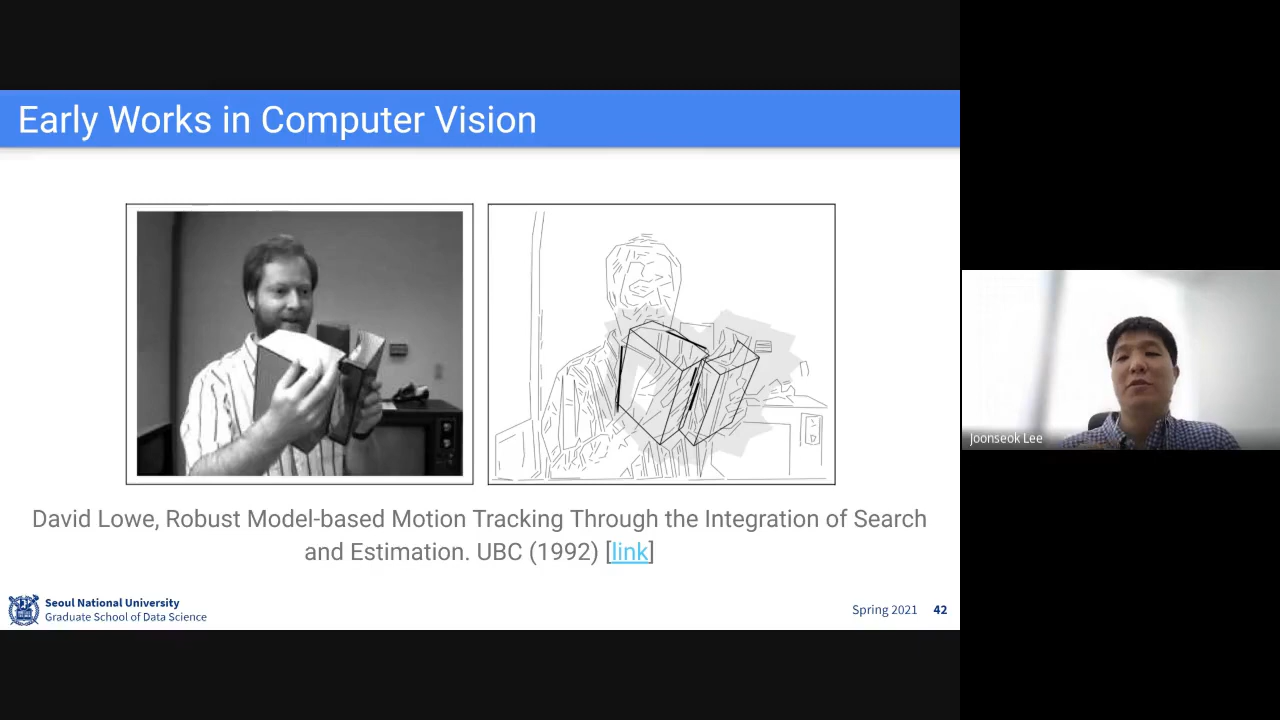 Early Works in Computer Vision
David Lowe, Robust Model-based Motion Tracking Through the Integration of Search
and Estimation. UBC (1992) [link]
Seoul National University
Graduate School of Data Science
Spring 2021 42
Joonseok Lee